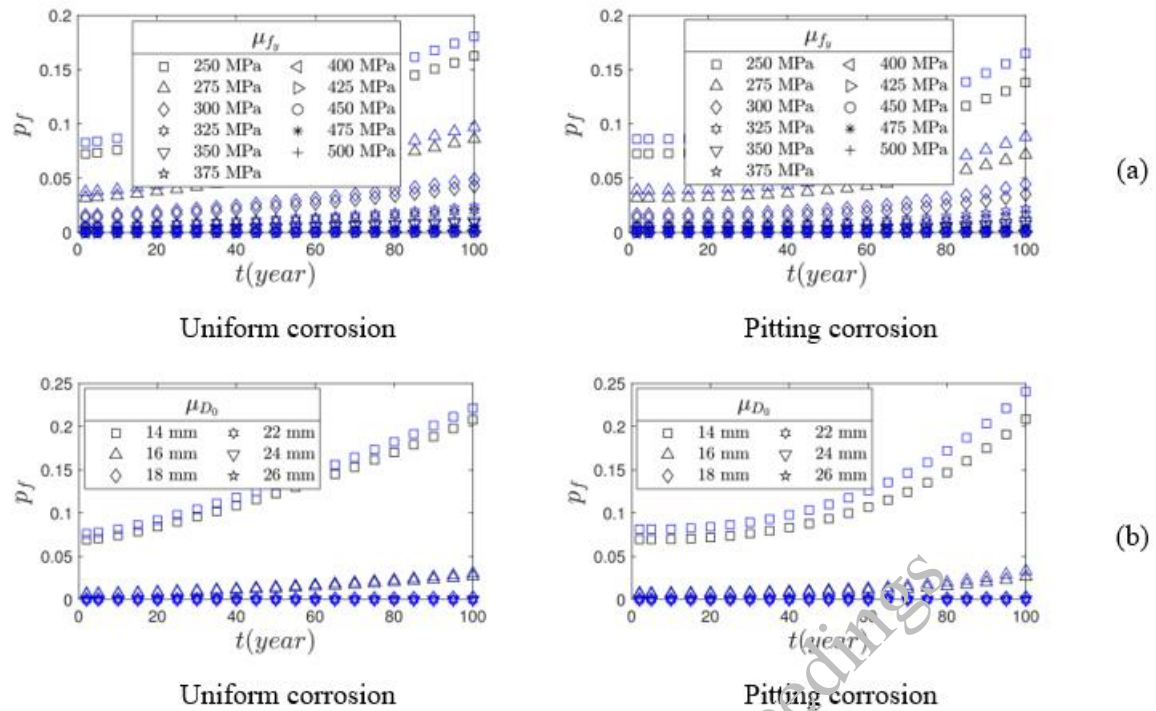 0.2
0.15
0.1
0.05
0
p_f
μ_{f_y}
250 MPa 400 MPa
275 MPa 425 MPa
300 MPa 450 MPa
325 MPa 475 MPa
350 MPa 500 MPa
375 MPa
0 20 40 60 80 100
t(year)
Uniform corrosion
0.2
0.15
0.1
0.05
0
p_f
μ_{f_y}
250 MPa 400 MPa
275 MPa 425 MPa
300 MPa 450 MPa
325 MPa 475 MPa
350 MPa 500 MPa
375 MPa
0 20 40 60 80 100
t(year)
Pitting corrosion
(a)
0.25
0.2
0.15
0.1
0.05
0
p_f
μ_{D_0}
14 mm 22 mm
16 mm 24 mm
18 mm 26 mm
0 20 40 60 80 100
t(year)
Uniform corrosion
0.25
0.2
0.15
0.1
0.05
0
p_f
μ_{D_0}
14 mm 22 mm
16 mm 24 mm
18 mm 26 mm
0 20 40 60 80 100
t(year)
Pitting corrosion
(b)